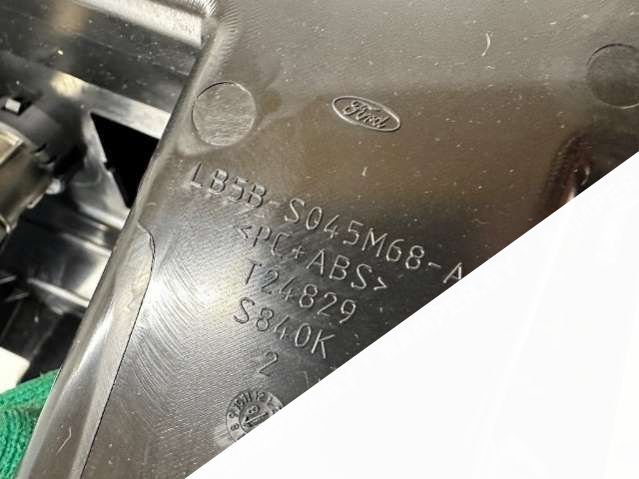 Ford
LB5B-S045M68-A
<PC+ABS>
T24829
S840K
2